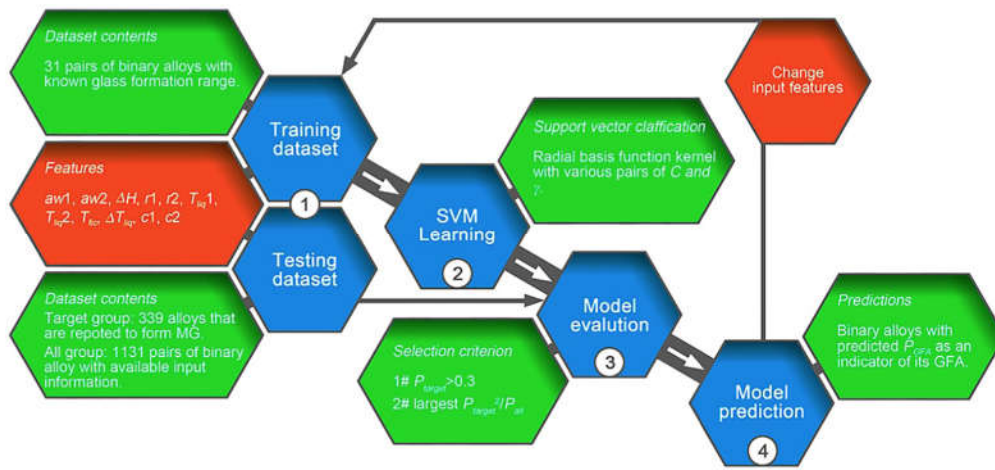 Dataset contents
31 pairs of binary alloys with
known glass formation range.
Training
dataset
Change
input features
Support vector claffication
Radial basis function kernel
with various pairs of C and
γ.
Features
aw1, aw2, ΔH, r1, r2, Tliq1,
Tliq2, Tfic, ΔTliq, c1, c2
1
SVM
Learning
2
Testing
dataset
Dataset contents
Target group: 339 alloys that
are repoted to form MG.
All group: 1131 pairs of binary
alloy with available input
information.
Model
evalution
3
Selection criterion
1# Ptarget>0.3
2# largest Ptarget²/Pall
Predictions
Binary alloys with
predicted PGFA as an
indicator of its GFA.
Model
prediction
4